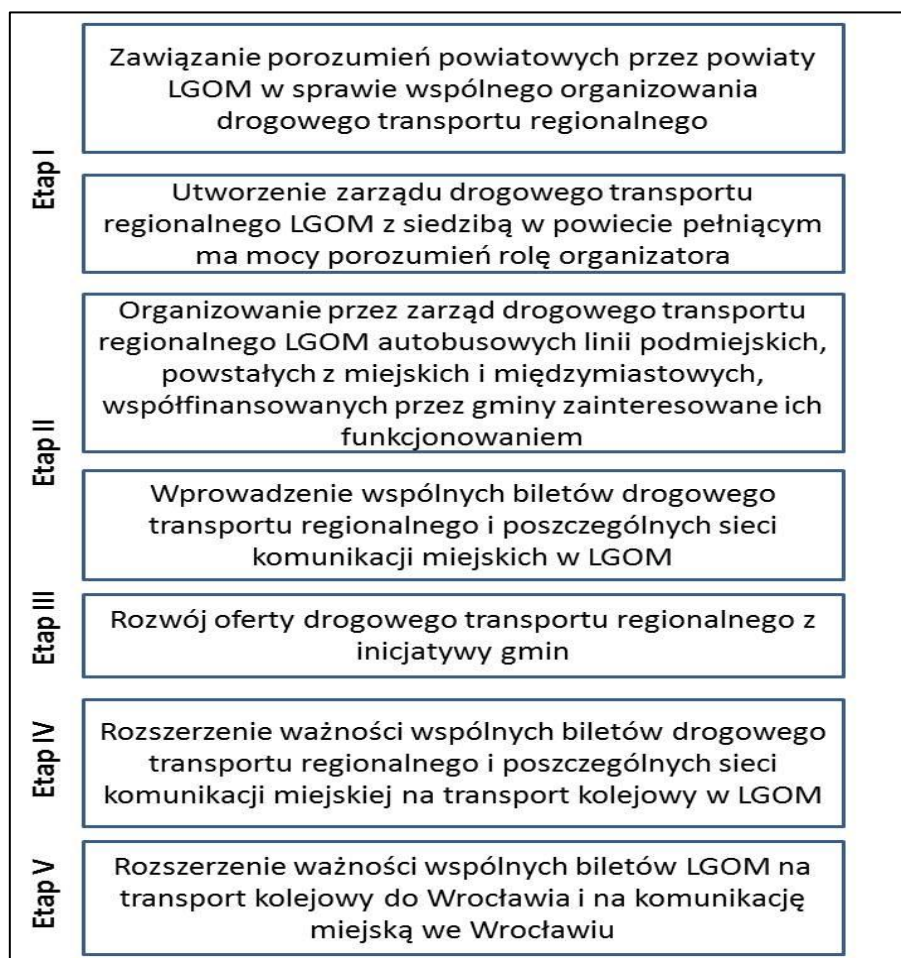 Etap I
Zawiązanie porozumień powiatowych przez powiaty
LGOM w sprawie wspólnego organizowania
drogowego transportu regionalnego
Utworzenie zarządu drogowego transportu
regionalnego LGOM z siedzibą w powiecie pełniącym
ma mocy porozumień rolę organizatora
Etap II
Organizowanie przez zarząd drogowego transportu
regionalnego LGOM autobusowych linii podmiejskich,
powstałych z miejskich i międzymiastowych,
współfinansowanych przez gminy zainteresowane ich
funkcjonowaniem
Wprowadzenie wspólnych biletów drogowego
transportu regionalnego i poszczególnych sieci
komunikacji miejskich w LGOM
Etap III
Rozwój oferty drogowego transportu regionalnego z
inicjatywy gmin
Etap IV
Rozszerzenie ważności wspólnych biletów drogowego
transportu regionalnego i poszczególnych sieci
komunikacji miejskiej na transport kolejowy w LGOM
Etap V
Rozszerzenie ważności wspólnych biletów LGOM na
transport kolejowy do Wrocławia i na komunikację
miejską we Wrocławiu